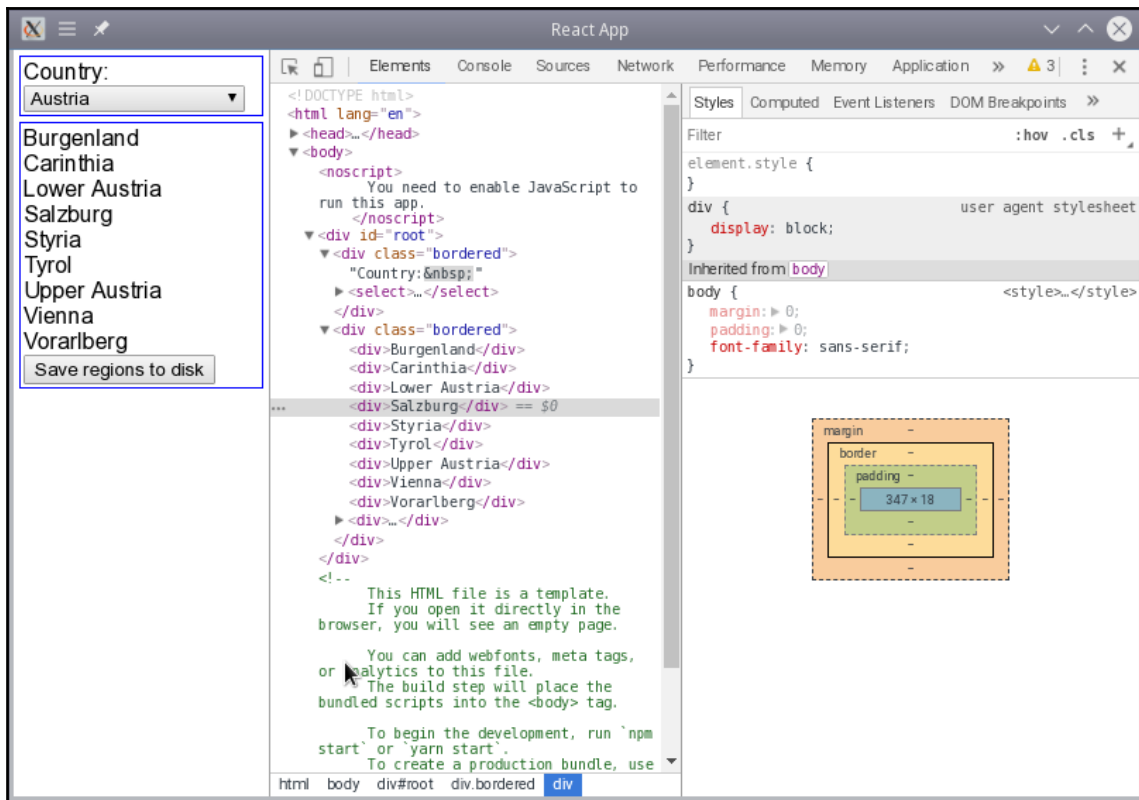 React App
Country:
Austria
Burgenland
Carinthia
Lower Austria
Salzburg
Styria
Tyrol
Upper Austria
Vienna
Vorarlberg
Save regions to disk
Elements Console Sources Network Performance Memory Application » 3
<!DOCTYPE html>
<html lang="en">
<head>…</head>
<body>
<noscript>
You need to enable JavaScript to
run this app.
</noscript>
<div id="root">
<div class="bordered">
"Country:&nbsp;"
<select>…</select>
</div>
<div class="bordered">
<div>Burgenland</div>
<div>Carinthia</div>
<div>Lower Austria</div>
<div>Salzburg</div> == $0
<div>Styria</div>
<div>Tyrol</div>
<div>Upper Austria</div>
<div>Vienna</div>
<div>Vorarlberg</div>
<div>…</div>
</div>
</div>
<!--
This HTML file is a template.
If you open it directly in the
browser, you will see an empty page.
You can add webfonts, meta tags,
or analytics to this file.
The build step will place the
bundled scripts into the <body> tag.
To begin the development, run `npm
start` or `yarn start`.
To create a production bundle, use
html body div#root div.bordered div
Styles Computed Event Listeners DOM Breakpoints »
Filter :hov .cls +
element.style {
}
div { user agent stylesheet
display: block;
}
Inherited from body
body { <style>…</style>
margin: 0;
padding: 0;
font-family: sans-serif;
}
margin –
border –
padding –
– – – 347 × 18 – – –
–
–
–